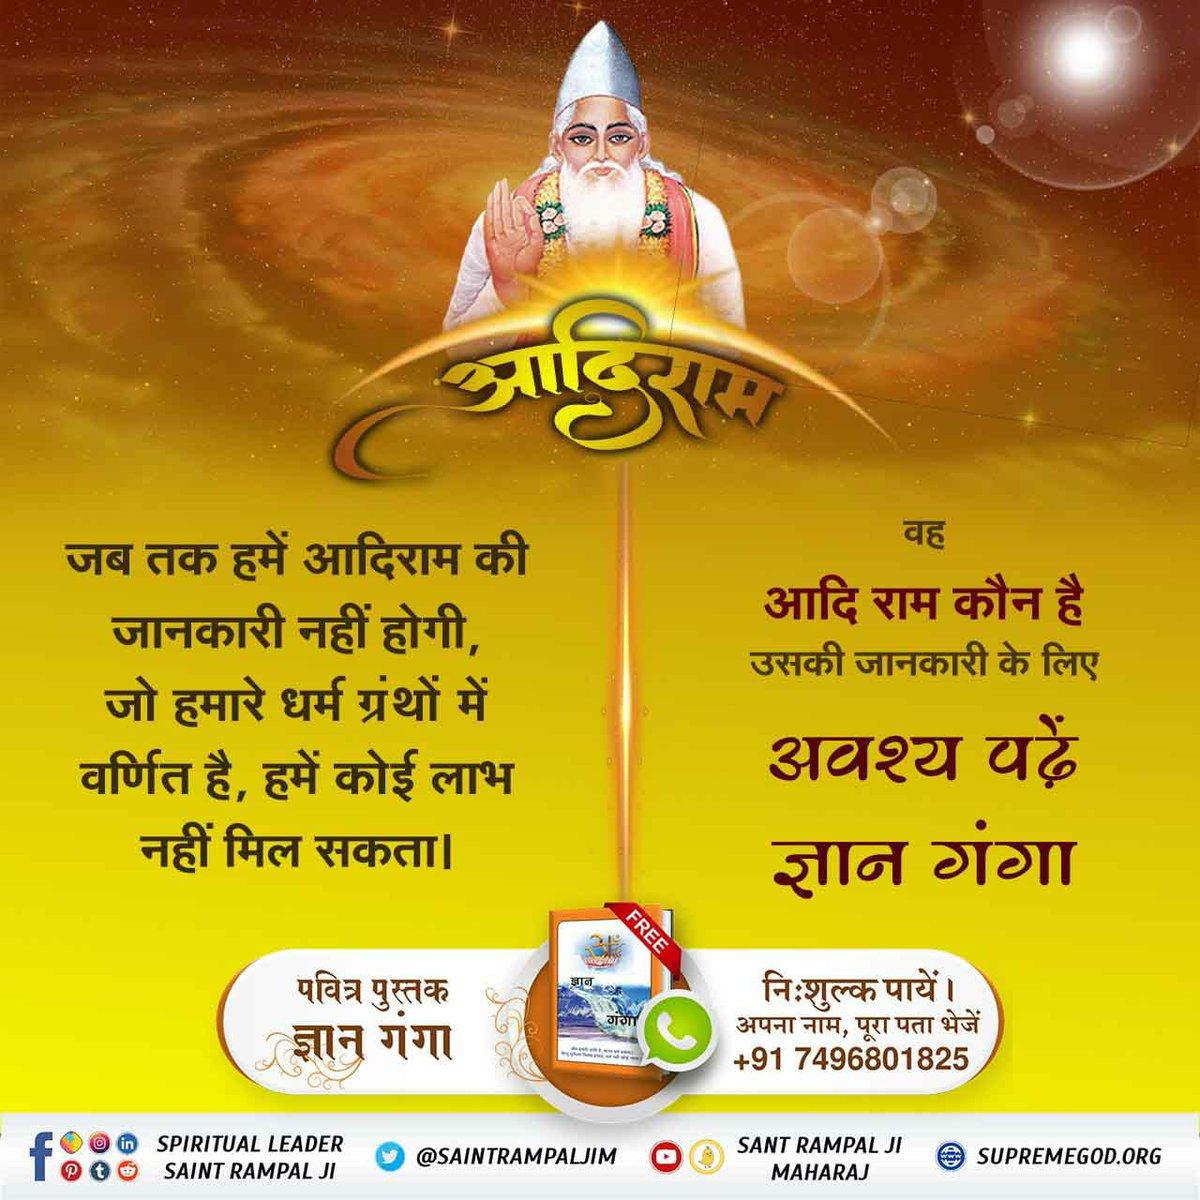 आदिराम
जब तक हमें आदिराम की
जानकारी नहीं होगी,
जो हमारे धर्म ग्रंथों में
वर्णित है, हमें कोई लाभ
नहीं मिल सकता।
वह
आदि राम कौन है
उसकी जानकारी के लिए
अवश्य पढ़ें
ज्ञान गंगा
पवित्र पुस्तक
ज्ञान गंगा
FREE
ज्ञान
गंगा
निःशुल्क पायें।
अपना नाम, पूरा पता भेजें
+91 7496801825
SPIRITUAL LEADER
SAINT RAMPAL JI
@SAINTRAMPALJIM
SANT RAMPAL JI
MAHARAJ
SUPREMEGOD.ORG